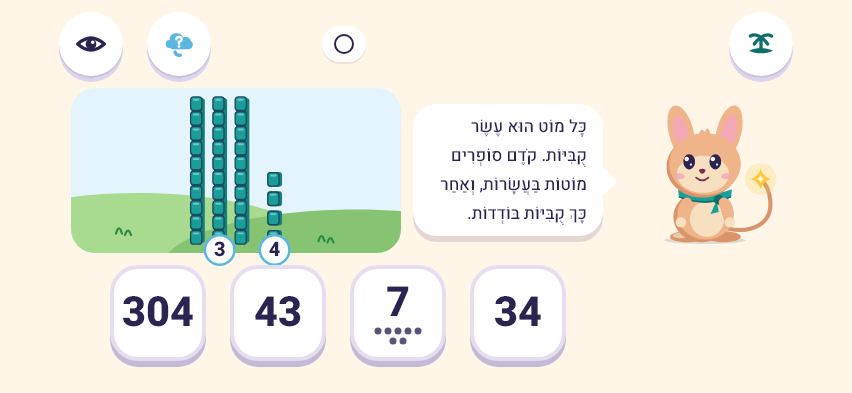 ?
כָּל מוֹט הוּא עֶשֶׂר
קֻבִּיּוֹת. קֹדֶם סוֹפְרִים
מוֹטוֹת בַּעֲשָׂרוֹת, וְאַחַר
כָּךְ קֻבִּיּוֹת בּוֹדְדוֹת.
3
4
304
43
7
34